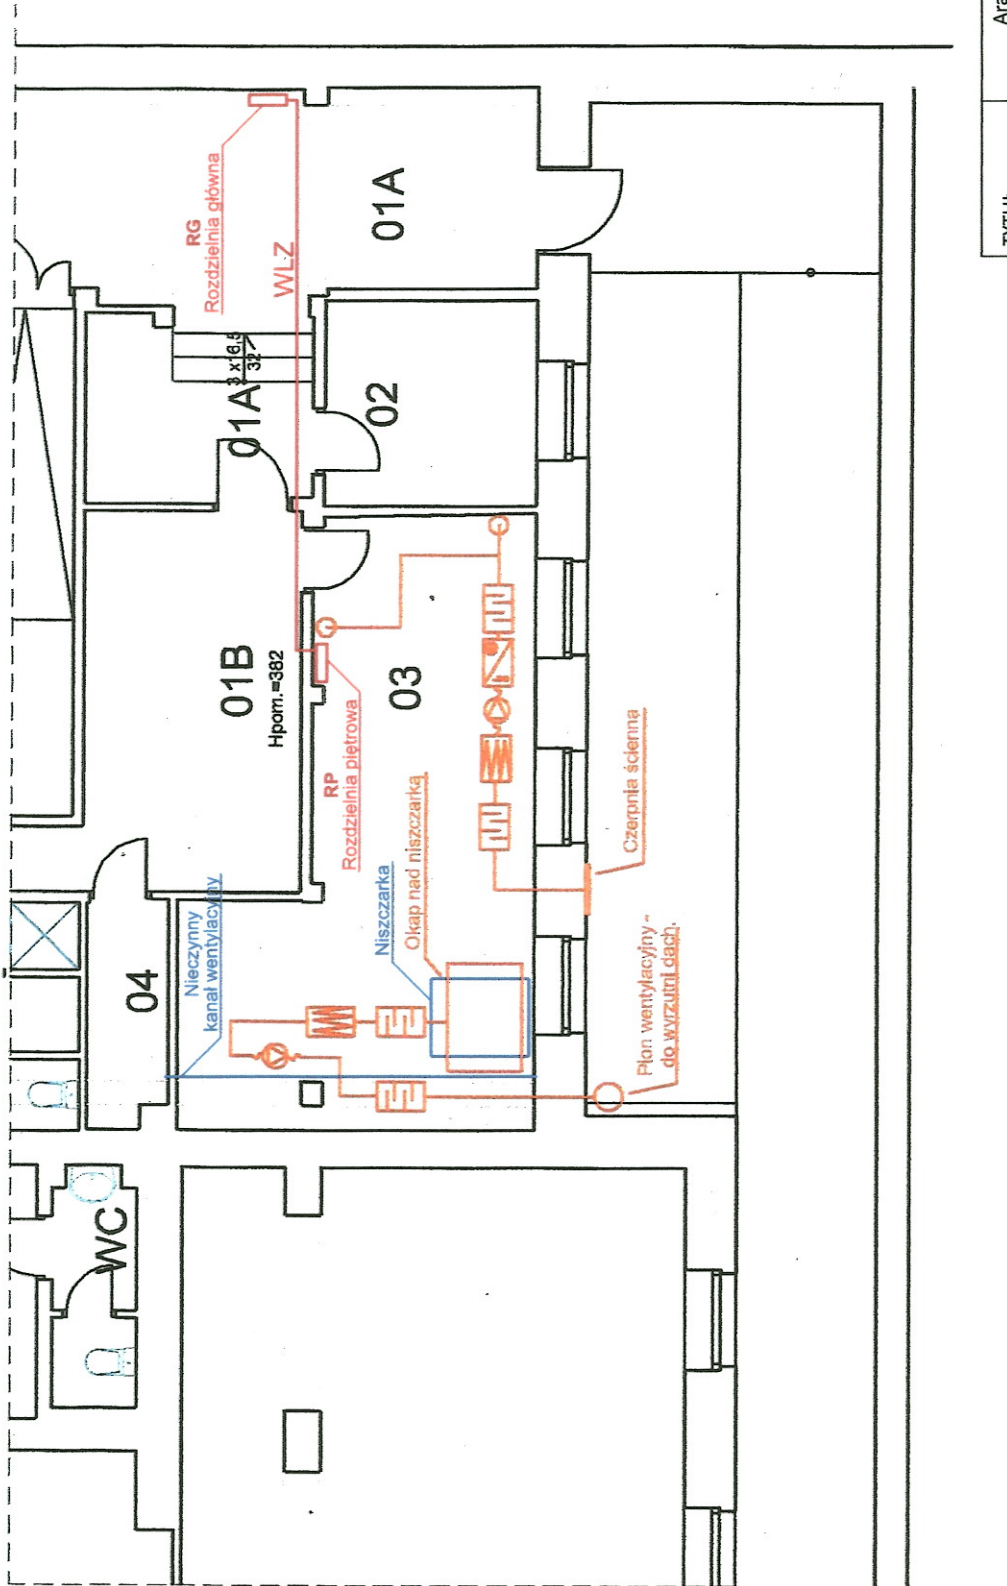 RG
Rozdzielnia główna
WLZ
01A
3 x16,5
32
01A
02
01B
Hpom.=382
03
RP
Rozdzielnia piętrowa
Niszczarka
Okap nad niszczarką
Czerpnia ścienna
Pion wentylacyjny -
do wyrzutni dach.
Nieczynny
kanał wentylacyjny
04
WC